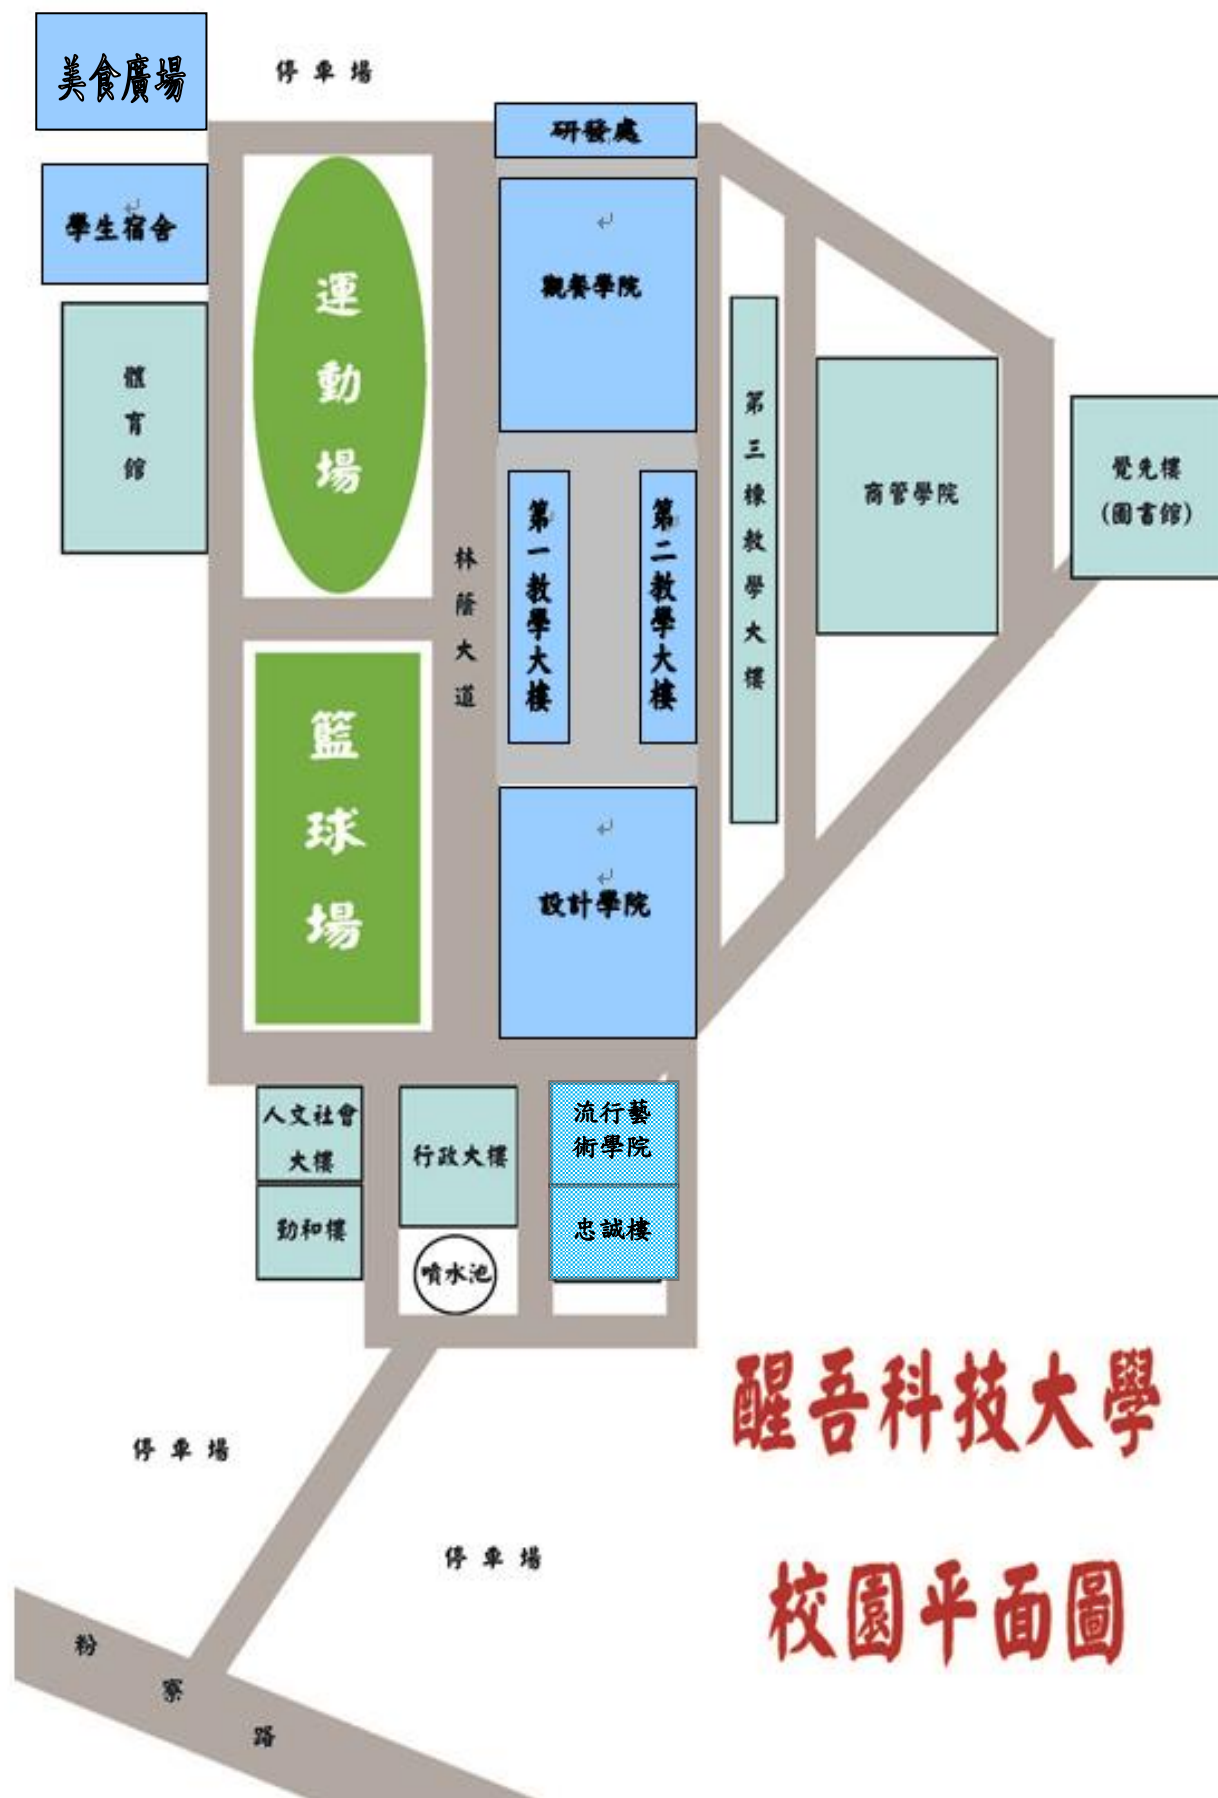 美食廣場
停車場
研發處
學生宿舍
運動場
觀餐學院
體育館
第三棟教學大樓
商管學院
覺先樓
(圖書館)
第一教學大樓
第二教學大樓
林蔭大道
籃球場
設計學院
人文社會
大樓
行政大樓
流行藝
術學院
勤和樓
忠誠樓
噴水池
醒吾科技大學
停車場
停車場
校園平面圖
粉寮路